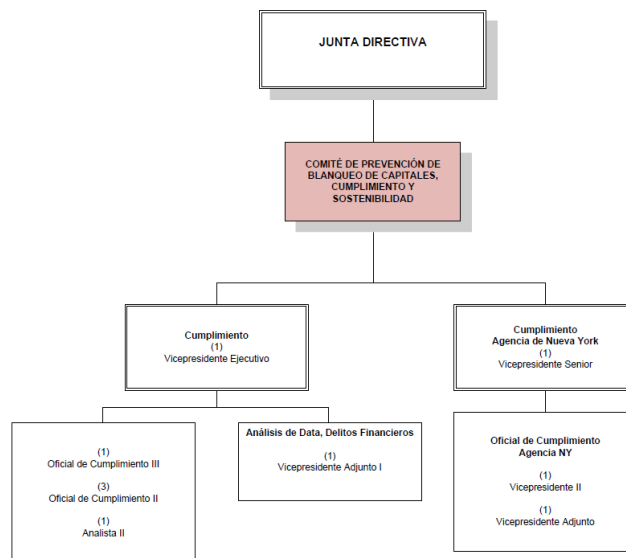 JUNTA DIRECTIVA
COMITÉ DE PREVENCIÓN DE
BLANQUEO DE CAPITALES,
CUMPLIMIENTO Y
SOSTENIBILIDAD
Cumplimiento
(1)
Vicepresidente Ejecutivo
Cumplimiento
Agencia de Nueva York
(1)
Vicepresidente Senior
(1)
Oficial de Cumplimiento III
(3)
Oficial de Cumplimiento II
(1)
Analista II
Análisis de Data, Delitos Financieros
(1)
Vicepresidente Adjunto I
Oficial de Cumplimiento
Agencia NY
(1)
Vicepresidente II
(1)
Vicepresidente Adjunto